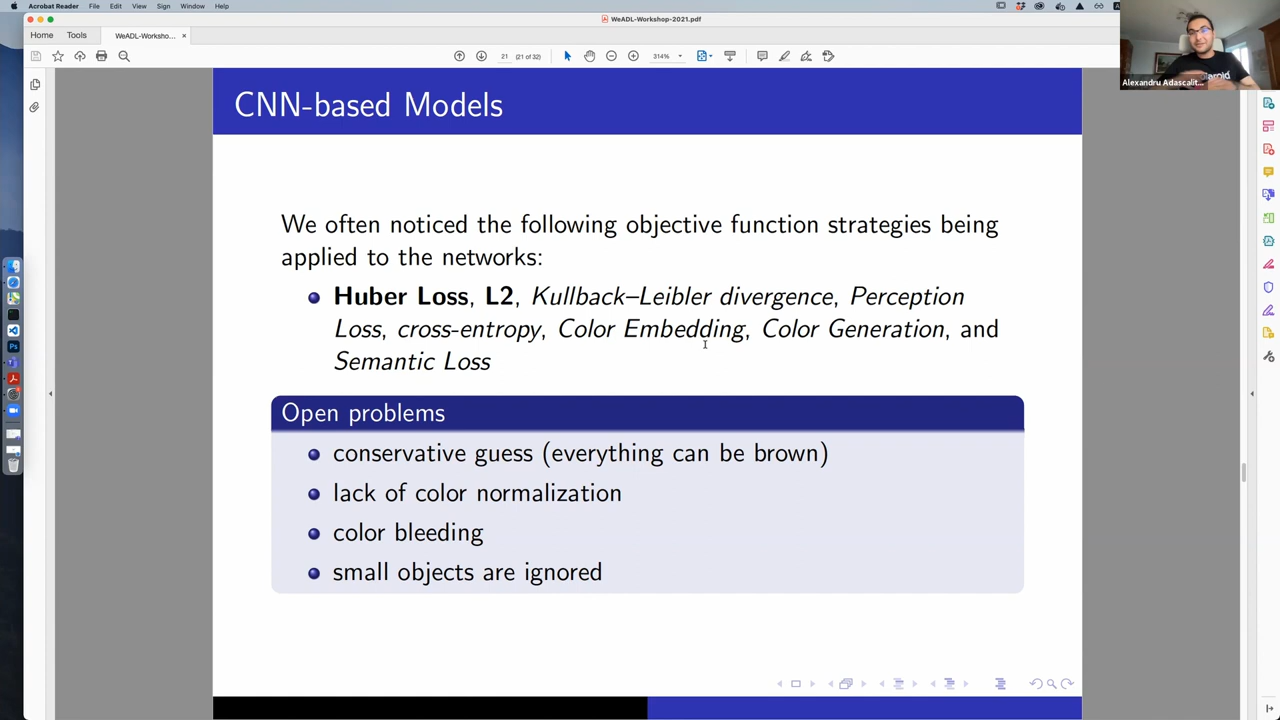 Acrobat Reader File Edit View Sign Window Help
WeADL-Workshop-2021.pdf
Home Tools WeADL-Worksho... ×
21 (21 of 32) 314%
Alexandru Adascalit...
CNN-based Models
We often noticed the following objective function strategies being
applied to the networks:
Huber Loss, L2, Kullback–Leibler divergence, Perception
Loss, cross-entropy, Color Embedding, Color Generation, and
Semantic Loss
Open problems
conservative guess (everything can be brown)
lack of color normalization
color bleeding
small objects are ignored